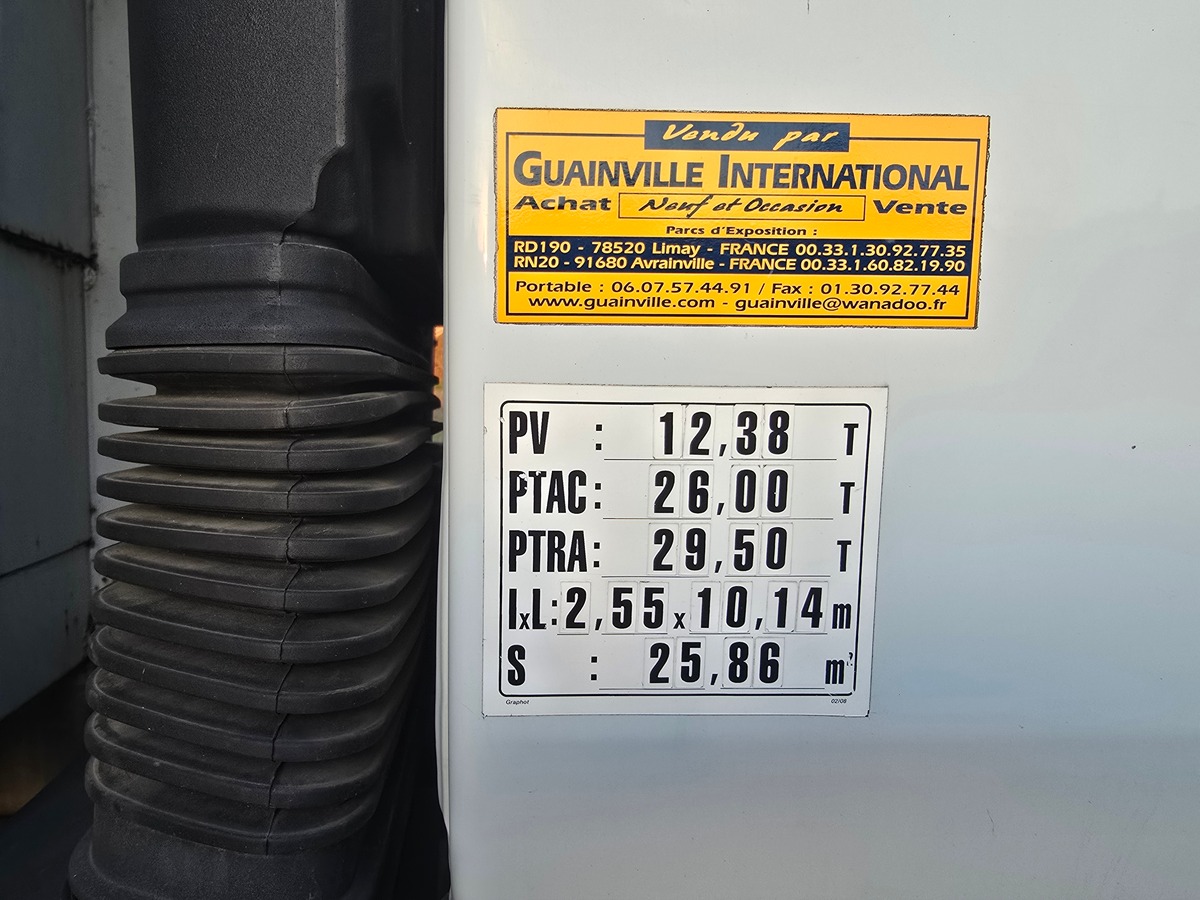 Vendu par
GUAINVILLE INTERNATIONAL
Achat Neuf et Occasion Vente
Parcs d'Exposition :
RD190 - 78520 Limay - FRANCE 00.33.1.30.92.77.35
RN20 - 91680 Avrainville - FRANCE 00.33.1.60.82.19.90
Portable : 06.07.57.44.91 / Fax : 01.30.92.77.44
www.guainville.com - guainville@wanadoo.fr
PV : 12,38 T
PTAC : 26,00 T
PTRA : 29,50 T
lxL : 2,55 x 10,14 m
S : 25,86 m²
Graphot 02/08